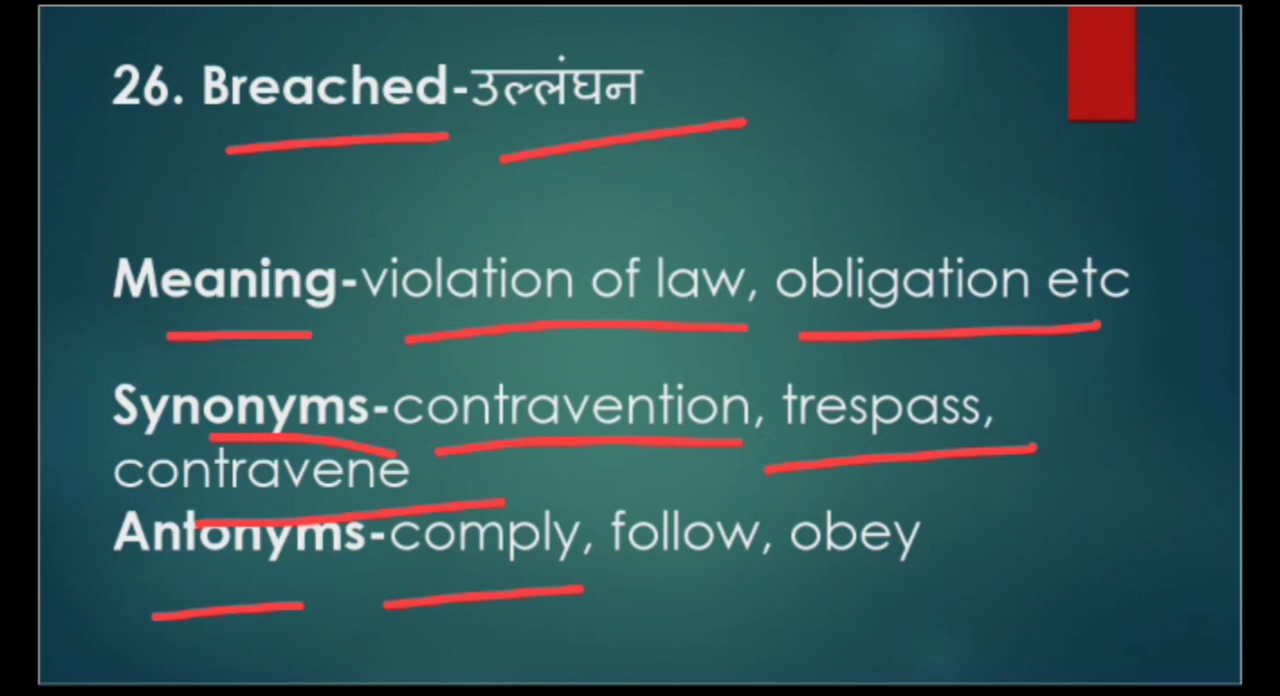 26. Breached-उल्लंघन
Meaning-violation of law, obligation etc
Synonyms-contravention, trespass,
contravene
Antonyms-comply, follow, obey